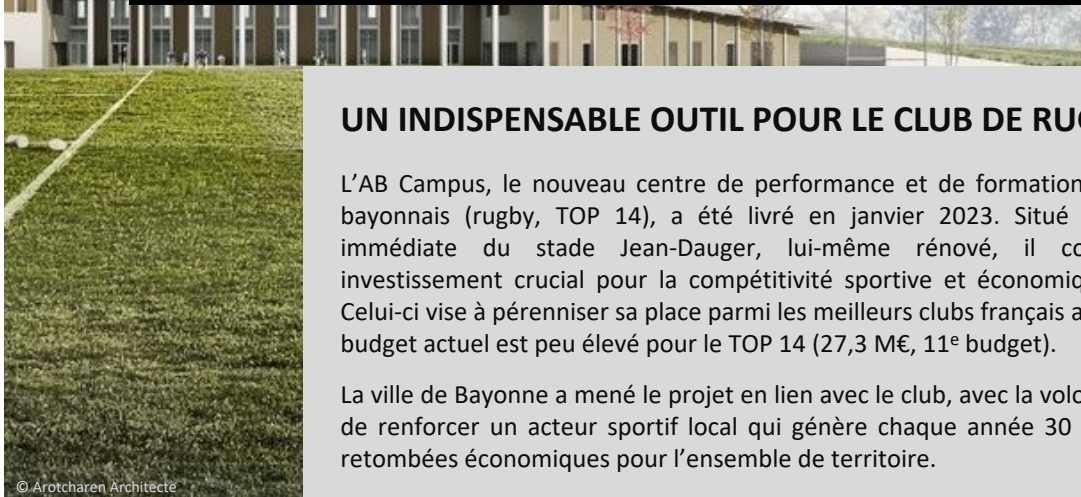 UN INDISPENSABLE OUTIL POUR LE CLUB DE
L’AB Campus, le nouveau centre de performance et de formation
bayonnais (rugby, TOP 14), a été livré en janvier 2023. Situé
immédiate du stade Jean-Dauger, lui-même rénové, il
investissement crucial pour la compétitivité sportive et
Celui-ci vise à pérenniser sa place parmi les meilleurs clubs français
budget actuel est peu élevé pour le TOP 14 (27,3 M€, 11e budget).
La ville de Bayonne a mené le projet en lien avec le club, avec la
de renforcer un acteur sportif local qui génère chaque année 30
retombées économiques pour l’ensemble de territoire.
© Arotcharen Architecte